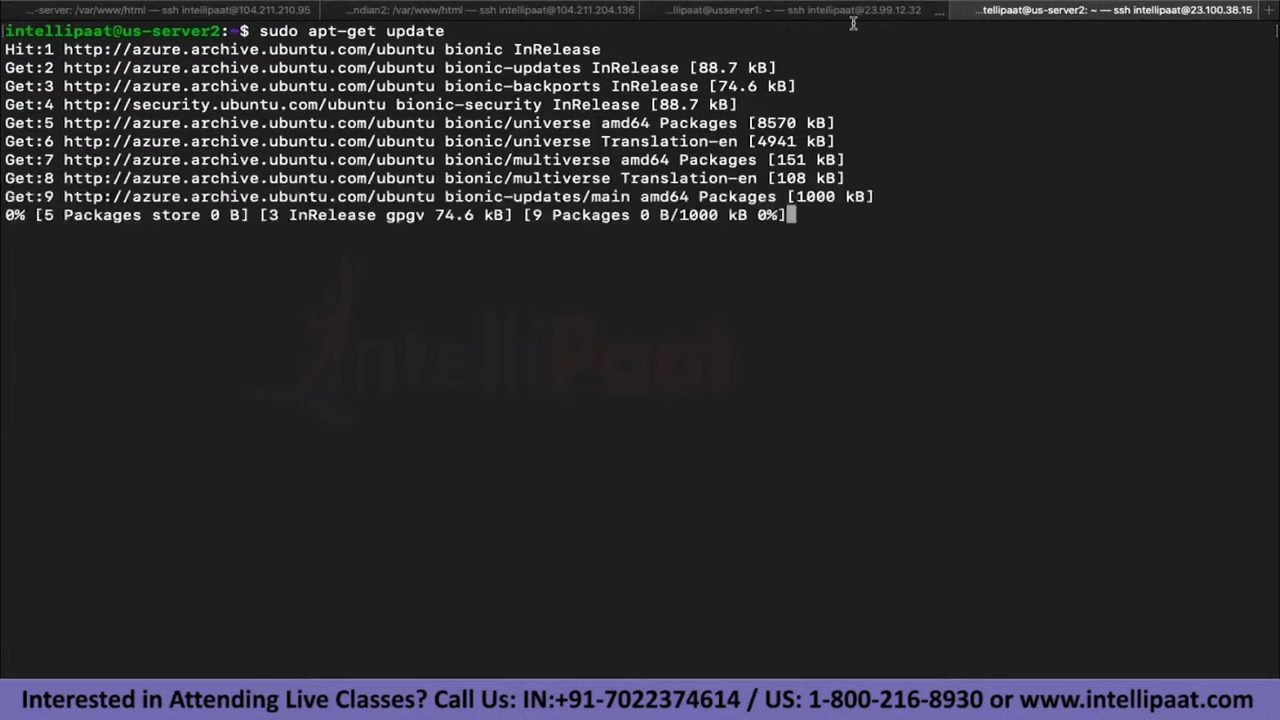 ...-server: /var/www/html — ssh intellipaat@104.211.210.95
...ndian2: /var/www/html — ssh intellipaat@104.211.204.136
...llipaat@usserver1: ~ — ssh intellipaat@23.99.12.32 ...
...tellipaat@us-server2: ~ — ssh intellipaat@23.100.38.15 +
intellipaat@us-server2:~$ sudo apt-get update
Hit:1 http://azure.archive.ubuntu.com/ubuntu bionic InRelease
Get:2 http://azure.archive.ubuntu.com/ubuntu bionic-updates InRelease [88.7 kB]
Get:3 http://azure.archive.ubuntu.com/ubuntu bionic-backports InRelease [74.6 kB]
Get:4 http://security.ubuntu.com/ubuntu bionic-security InRelease [88.7 kB]
Get:5 http://azure.archive.ubuntu.com/ubuntu bionic/universe amd64 Packages [8570 kB]
Get:6 http://azure.archive.ubuntu.com/ubuntu bionic/universe Translation-en [4941 kB]
Get:7 http://azure.archive.ubuntu.com/ubuntu bionic/multiverse amd64 Packages [151 kB]
Get:8 http://azure.archive.ubuntu.com/ubuntu bionic/multiverse Translation-en [108 kB]
Get:9 http://azure.archive.ubuntu.com/ubuntu bionic-updates/main amd64 Packages [1000 kB]
0% [5 Packages store 0 B] [3 InRelease gpgv 74.6 kB] [9 Packages 0 B/1000 kB 0%]
IntelliPaat
Interested in Attending Live Classes? Call Us: IN:+91-7022374614 / US: 1-800-216-8930 or www.intellipaat.com